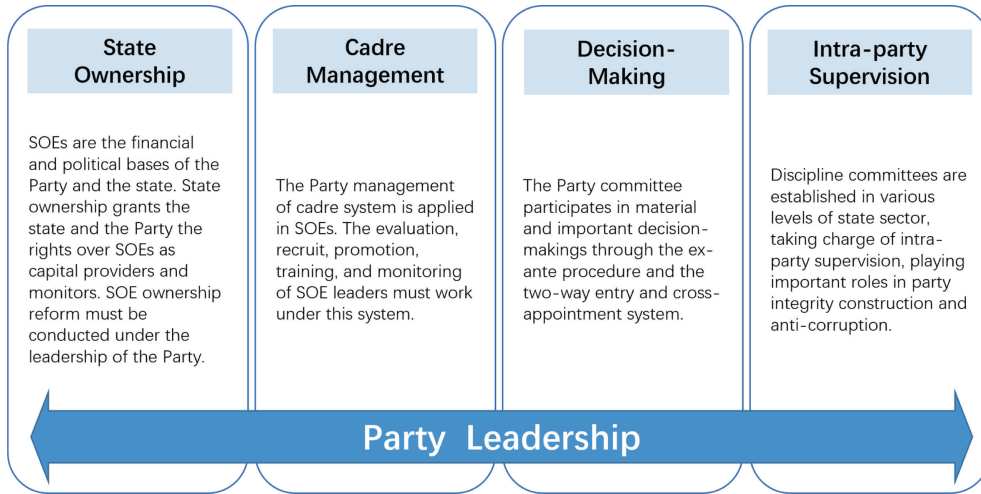 State
Ownership
SOEs are the financial
and political bases of the
Party and the state. State
ownership grants the
state and the Party the
rights over SOEs as
capital providers and
monitors. SOE ownership
reform must be
conducted under the
leadership of the Party.
Cadre
Management
The Party management
of cadre system is applied
in SOEs. The evaluation,
recruit, promotion,
training, and monitoring
of SOE leaders must work
under this system.
Decision-
Making
The Party committee
participates in material
and important decision-
makings through the ex-
ante procedure and the
two-way entry and cross-
appointment system.
Intra-party
Supervision
Discipline committees are
established in various
levels of state sector,
taking charge of intra-
party supervision, playing
important roles in party
integrity construction and
anti-corruption.
Party Leadership